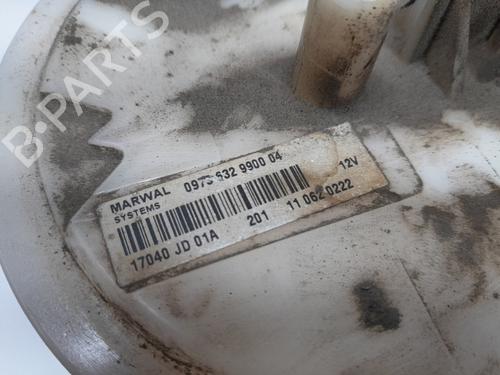 B-PARTS
MARWAL 0973 632 9900 04
SYSTEMS 12V
17040 JD 01A 201 11 062 0222